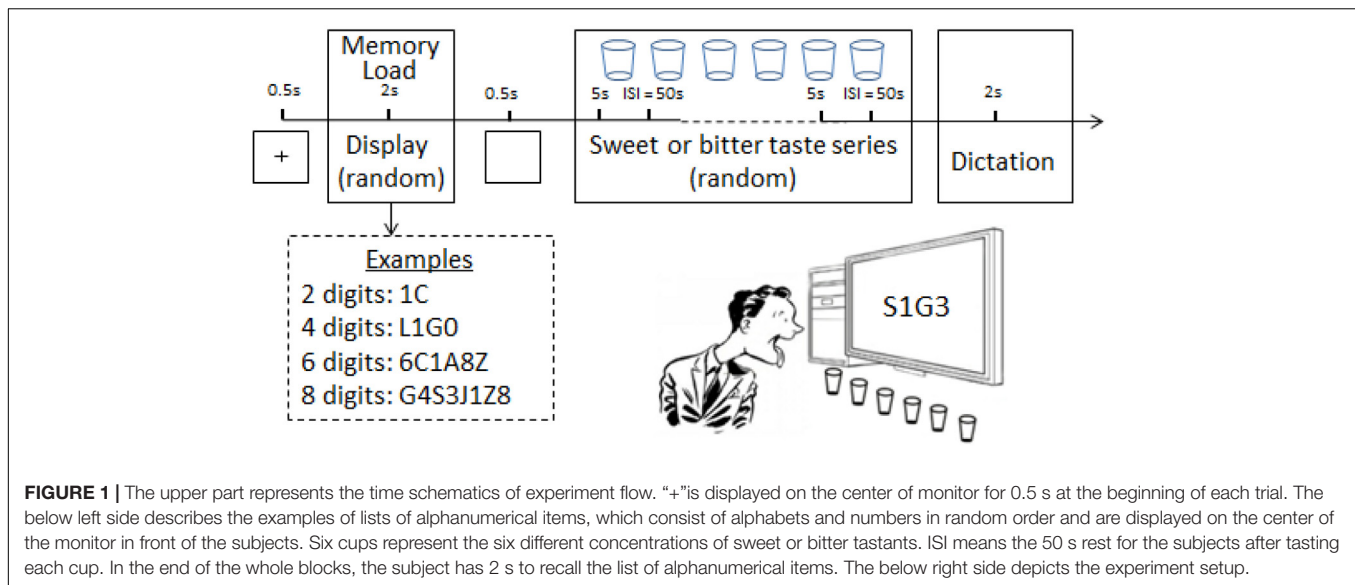 Memory
Load
0.5s
2s
0.5s
5s ISI = 50s
5s ISI = 50s
2s
+
Display
(random)
Sweet or bitter taste series
(random)
Dictation
Examples
2 digits: 1C
4 digits: L1G0
6 digits: 6C1A8Z
8 digits: G4S3J1Z8
S1G3
FIGURE 1 | The upper part represents the time schematics of experiment flow. “+”is displayed on the center of monitor for 0.5 s at the beginning of each trial. The
below left side describes the examples of lists of alphanumerical items, which consist of alphabets and numbers in random order and are displayed on the center of
the monitor in front of the subjects. Six cups represent the six different concentrations of sweet or bitter tastants. ISI means the 50 s rest for the subjects after tasting
each cup. In the end of the whole blocks, the subject has 2 s to recall the list of alphanumerical items. The below right side depicts the experiment setup.